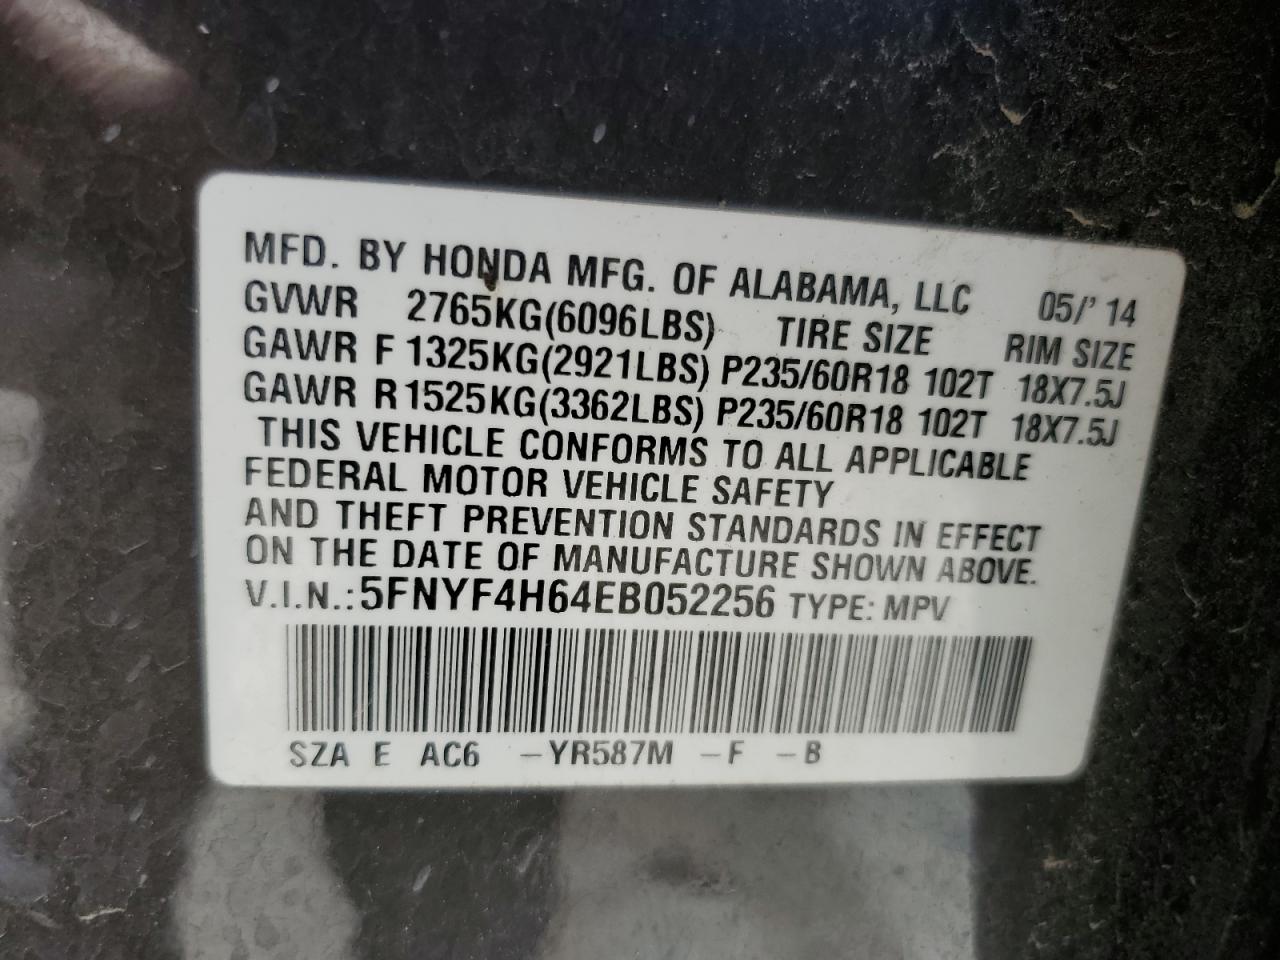 MFD. BY HONDA MFG. OF ALABAMA, LLC 05/'14
GVWR 2765KG(6096LBS) TIRE SIZE RIM SIZE
GAWR F 1325KG(2921LBS) P235/60R18 102T 18X7.5J
GAWR R 1525KG(3362LBS) P235/60R18 102T 18X7.5J
THIS VEHICLE CONFORMS TO ALL APPLICABLE
FEDERAL MOTOR VEHICLE SAFETY
AND THEFT PREVENTION STANDARDS IN EFFECT
ON THE DATE OF MANUFACTURE SHOWN ABOVE.
V.I.N.: 5FNYF4H64EB052256 TYPE: MPV
SZA E AC6 -YR587M -F -B